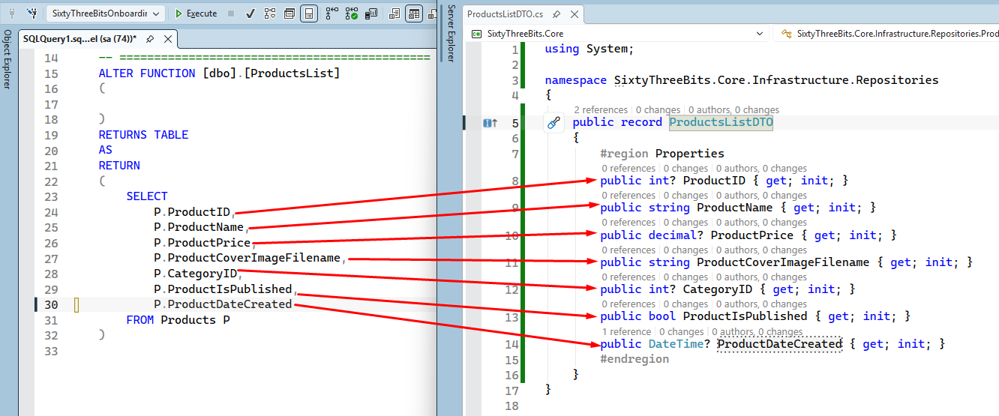 SixtyThreeBitsOnboardin
Execute
Object Explorer
SQLQuery1.sq...el (sa (74))*
14 -- =============================================
15 ALTER FUNCTION [dbo].[ProductsList]
16 (
17
18 )
19 RETURNS TABLE
20 AS
21 RETURN
22 (
23 SELECT
24 P.ProductID,
25 P.ProductName,
26 P.ProductPrice,
27 P.ProductCoverImageFilename,
28 P.CategoryID,
29 P.ProductIsPublished,
30 P.ProductDateCreated
31 FROM Products P
32 )
33
Server Explorer
ProductsListDTO.cs
C# SixtyThreeBits.Core
SixtyThreeBits.Core.Infrastructure.Repositories.Prod
1 using System;
2
3 namespace SixtyThreeBits.Core.Infrastructure.Repositories
4 {
2 references | 0 changes | 0 authors, 0 changes
5 public record ProductsListDTO
6 {
7 #region Properties
0 references | 0 changes | 0 authors, 0 changes
8 public int? ProductID { get; init; }
0 references | 0 changes | 0 authors, 0 changes
9 public string ProductName { get; init; }
0 references | 0 changes | 0 authors, 0 changes
10 public decimal? ProductPrice { get; init; }
0 references | 0 changes | 0 authors, 0 changes
11 public string ProductCoverImageFilename { get; init; }
0 references | 0 changes | 0 authors, 0 changes
12 public int? CategoryID { get; init; }
0 references | 0 changes | 0 authors, 0 changes
13 public bool ProductIsPublished { get; init; }
1 reference | 0 changes | 0 authors, 0 changes
14 public DateTime? ProductDateCreated { get; init; }
15 #endregion
16 }
17 }
18